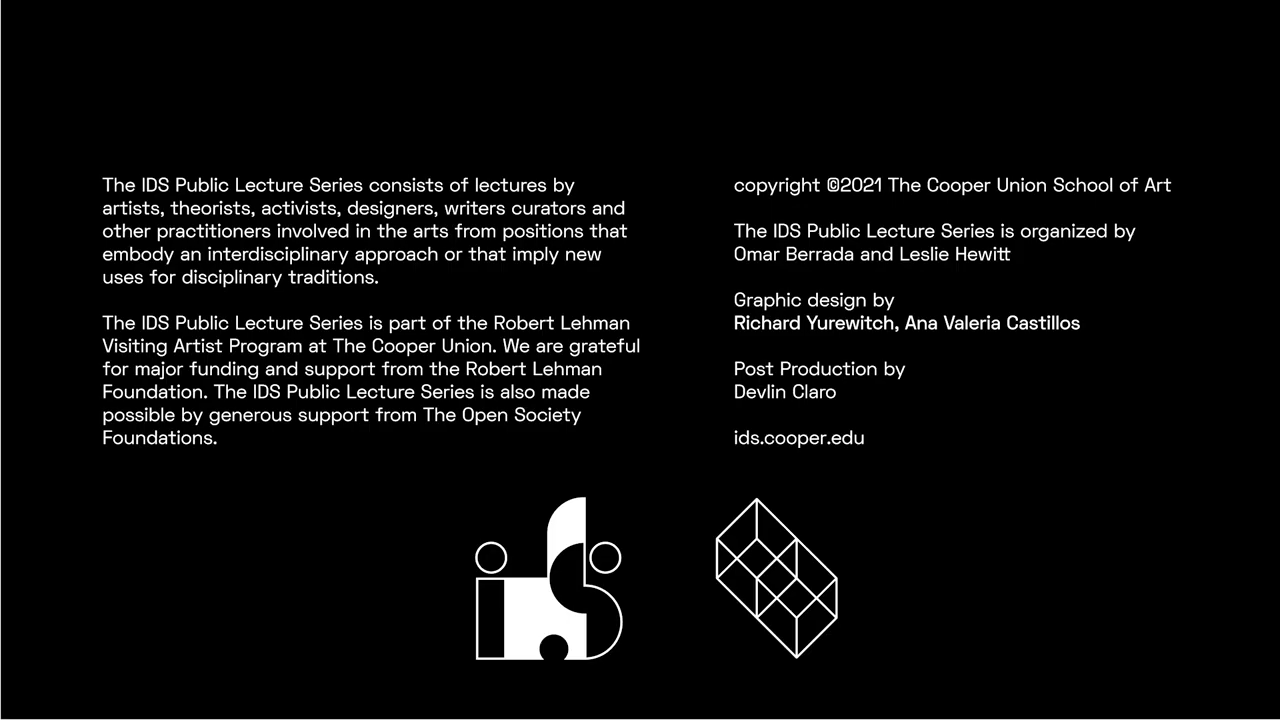 The IDS Public Lecture Series consists of lectures by
artists, theorists, activists, designers, writers curators and
other practitioners involved in the arts from positions that
embody an interdisciplinary approach or that imply new
uses for disciplinary traditions.
The IDS Public Lecture Series is part of the Robert Lehman
Visiting Artist Program at The Cooper Union. We are grateful
for major funding and support from the Robert Lehman
Foundation. The IDS Public Lecture Series is also made
possible by generous support from The Open Society
Foundations.
copyright ©2021 The Cooper Union School of Art
The IDS Public Lecture Series is organized by
Omar Berrada and Leslie Hewitt
Graphic design by
Richard Yurewitch, Ana Valeria Castillos
Post Production by
Devlin Claro
ids.cooper.edu
ids